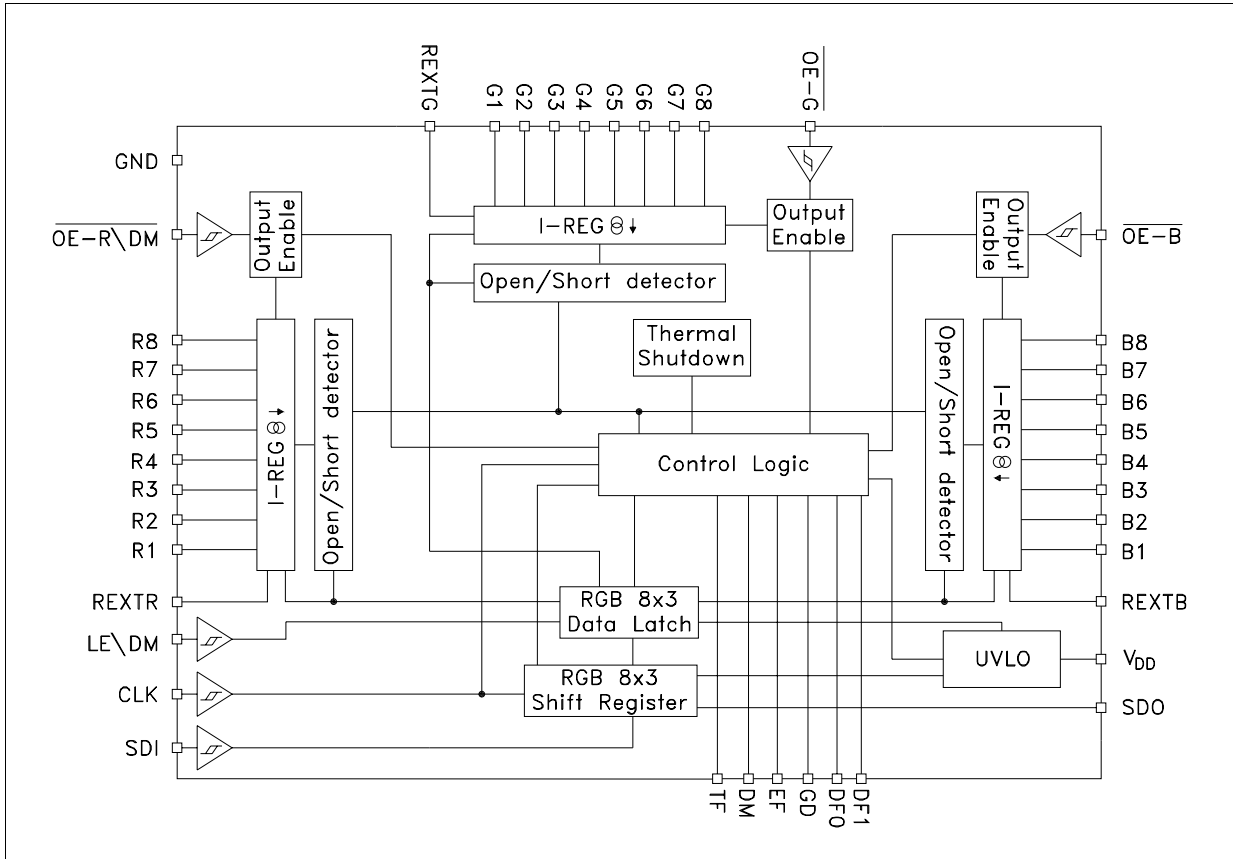 REXTG
G1
G2
G3
G4
G5
G6
G7
G8
OE-G
GND
OE-R\DM
Output
Enable
I-REG
Output
Enable
Output
Enable
OE-B
Open/Short detector
R8
R7
R6
R5
R4
R3
R2
R1
I-REG
Open/Short detector
Thermal
Shutdown
Control Logic
Open/Short detector
I-REG
B8
B7
B6
B5
B4
B3
B2
B1
REXTR
RGB 8x3
Data Latch
REXTB
LE\DM
UVLO
VDD
CLK
RGB 8x3
Shift Register
SDO
SDI
TF
DM
EF
GD
DF0
DF1